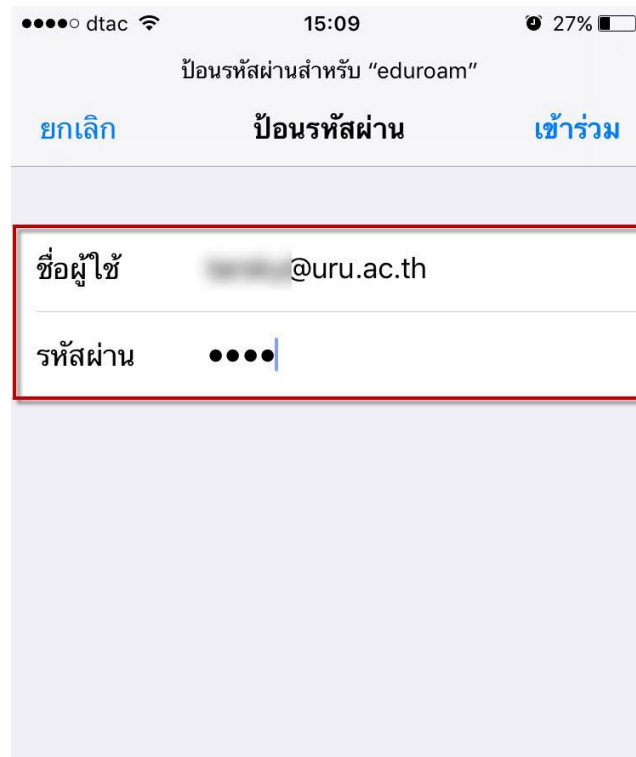 dtac 15:09 27%
ป้อนรหัสผ่านสำหรับ “eduroam”
ยกเลิก ป้อนรหัสผ่าน เข้าร่วม
ชื่อผู้ใช้ @uru.ac.th
รหัสผ่าน ••••